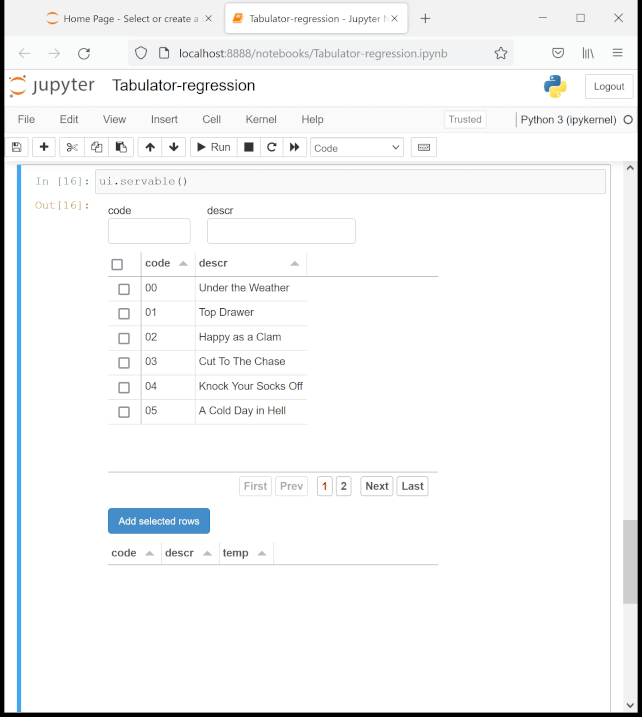 Home Page - Select or create a
Tabulator-regression - Jupyter N
localhost:8888/notebooks/Tabulator-regression.ipynb
jupyter Tabulator-regression
Logout
File Edit View Insert Cell Kernel Help
Trusted
Python 3 (ipykernel)
Run
Code
In [16]: ui.servable()
Out[16]:
code descr
code descr
00 Under the Weather
01 Top Drawer
02 Happy as a Clam
03 Cut To The Chase
04 Knock Your Socks Off
05 A Cold Day in Hell
First Prev 1 2 Next Last
Add selected rows
code descr temp